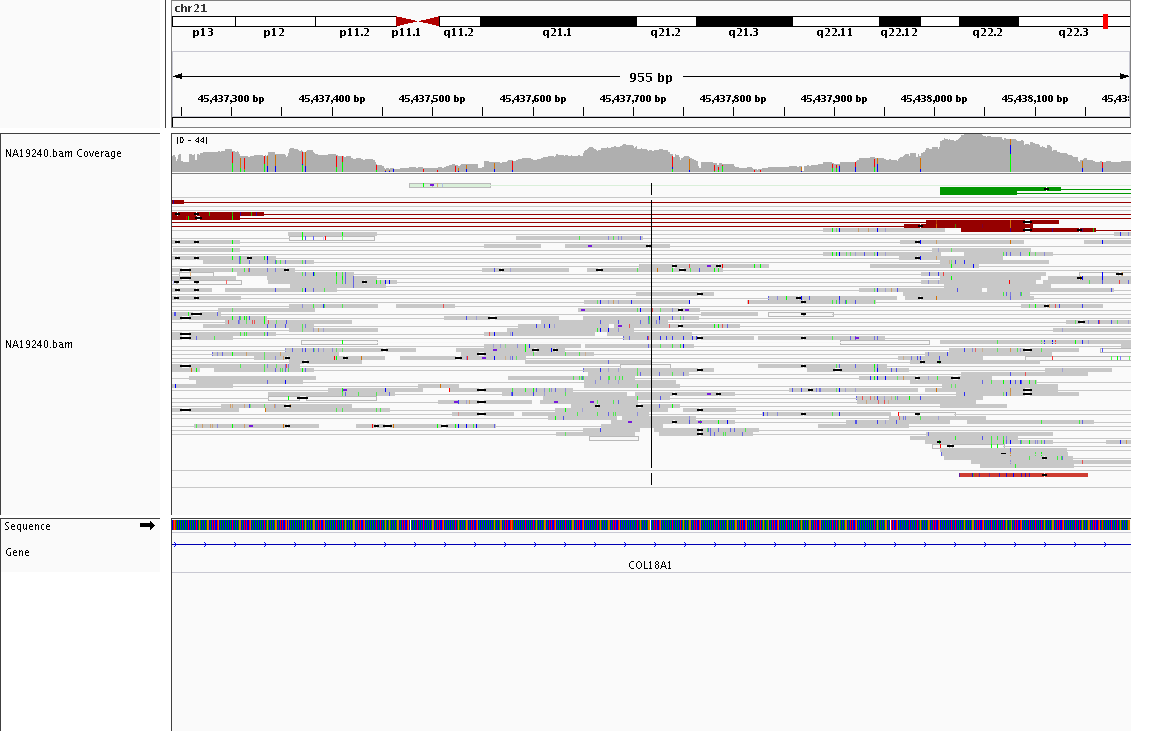 chr21
p13 p12 p11.2 p11.1 q11.2 q21.1 q21.2 q21.3 q22.11 q22.12 q22.2 q22.3
955 bp
45,437,300 bp 45,437,400 bp 45,437,500 bp 45,437,600 bp 45,437,700 bp 45,437,800 bp 45,437,900 bp 45,438,000 bp 45,438,100 bp 45,438
NA19240.bam Coverage
[0 - 44]
NA19240.bam
Sequence
Gene
COL18A1